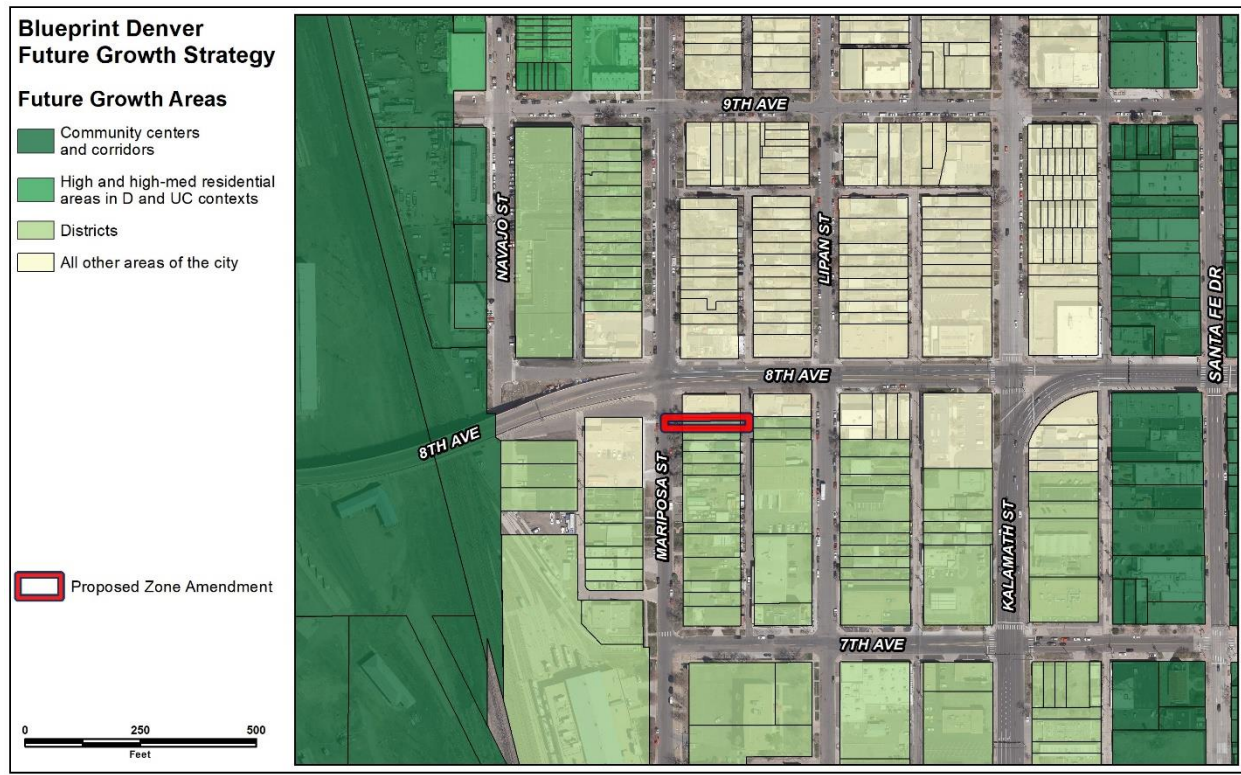 Blueprint Denver
Future Growth Strategy
Future Growth Areas
Community centers
and corridors
High and high-med residential
areas in D and UC contexts
Districts
All other areas of the city
Proposed Zone Amendment
0 250 500
Feet
9TH AVE
NAVAJO ST
LIPAN ST
SANTA FE DR
8TH AVE
8TH AVE
MARIPOSA ST
KALAMATH ST
7TH AVE